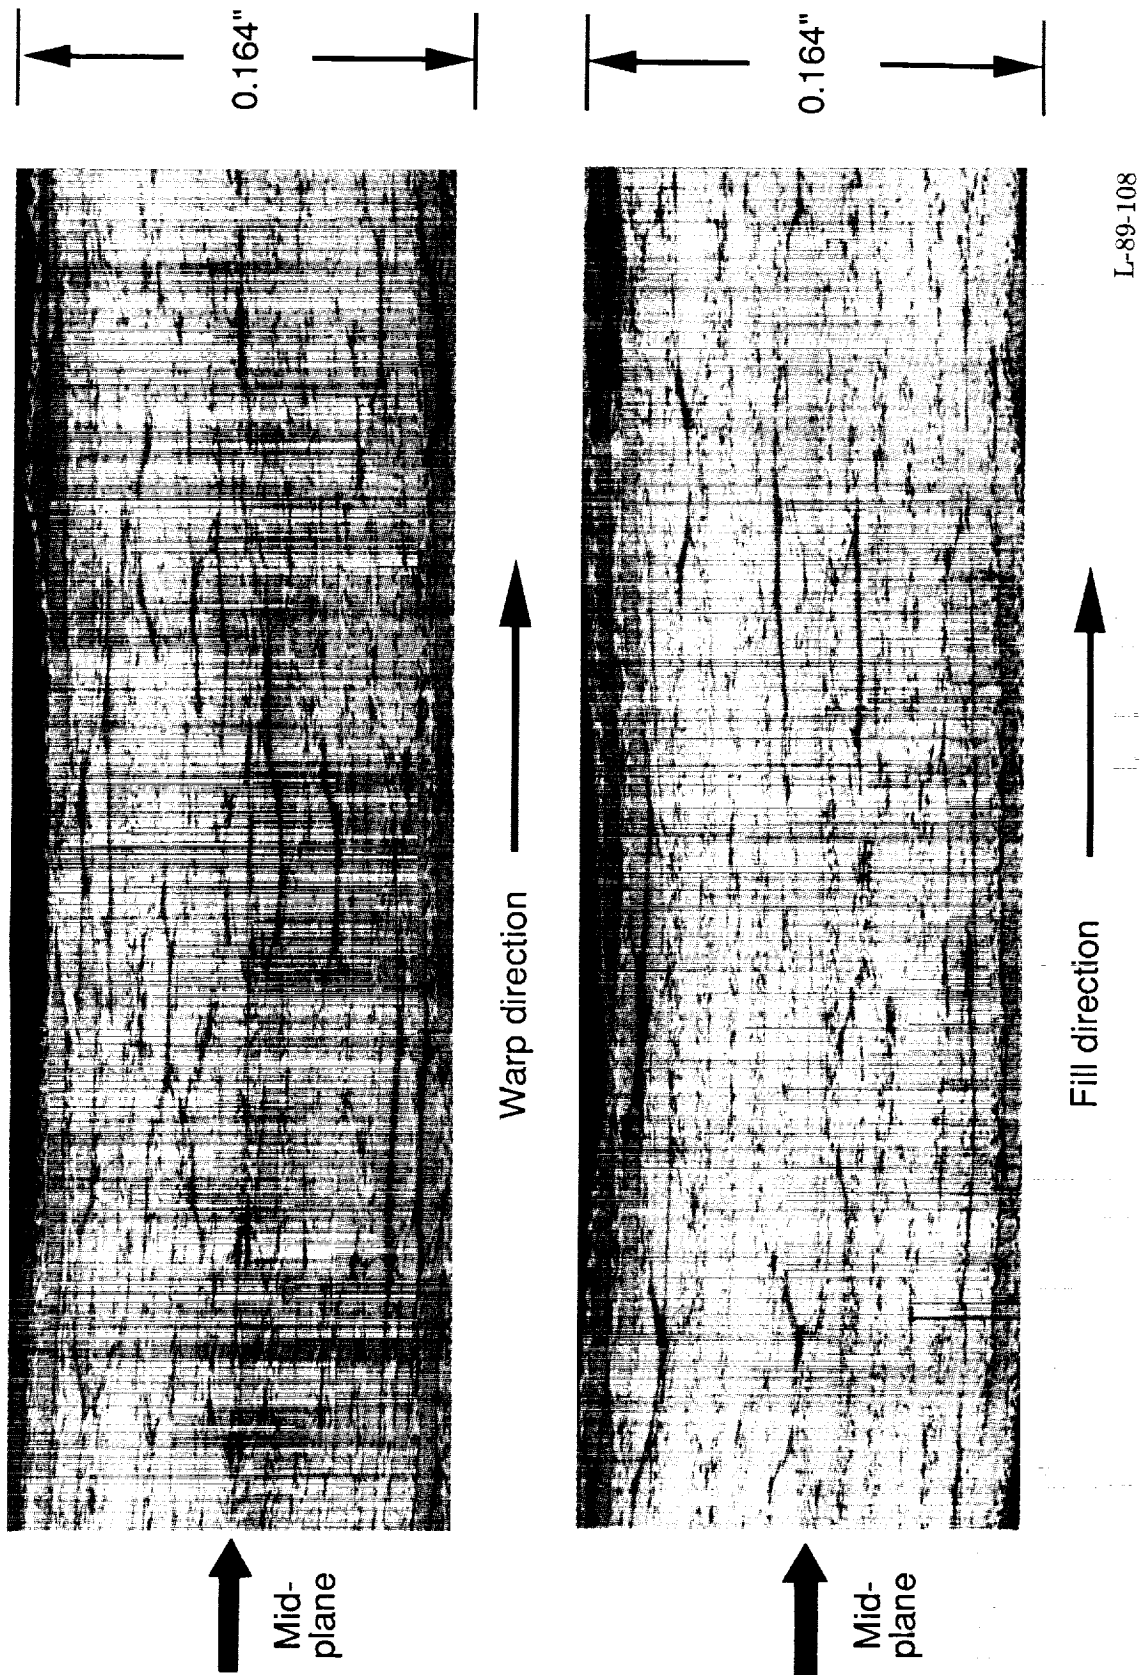 0.164"
Mid-
plane
Warp direction
0.164"
Mid-
plane
Fill direction
L-89-108